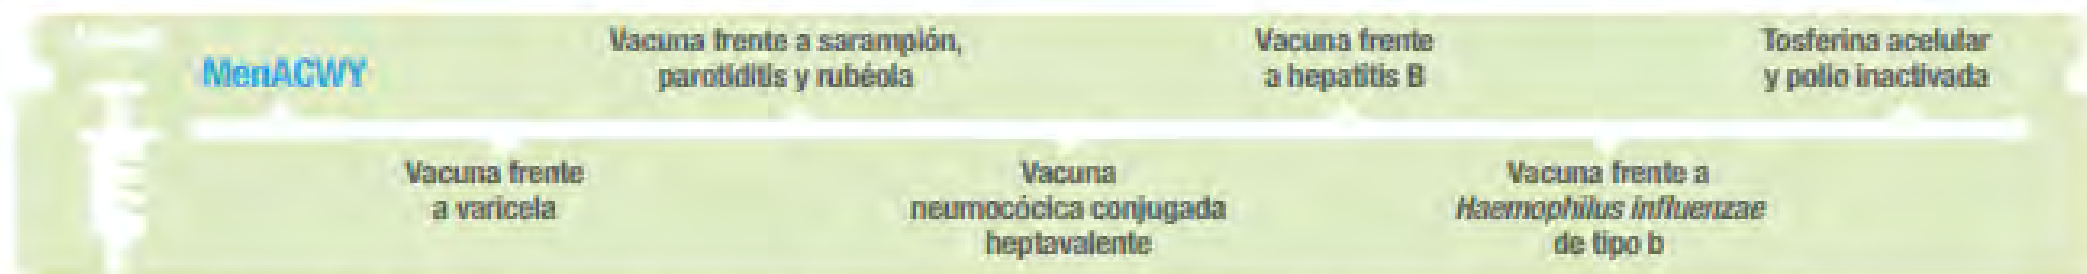 MenACWY
Vacuna frente a sarampión,
parotiditis y rubéola
Vacuna frente
a hepatitis B
Tosferina acelular
y polio inactivada
Vacuna frente
a varicela
Vacuna
neumocócica conjugada
heptavalente
Vacuna frente a
Haemophilus influenzae
de tipo b